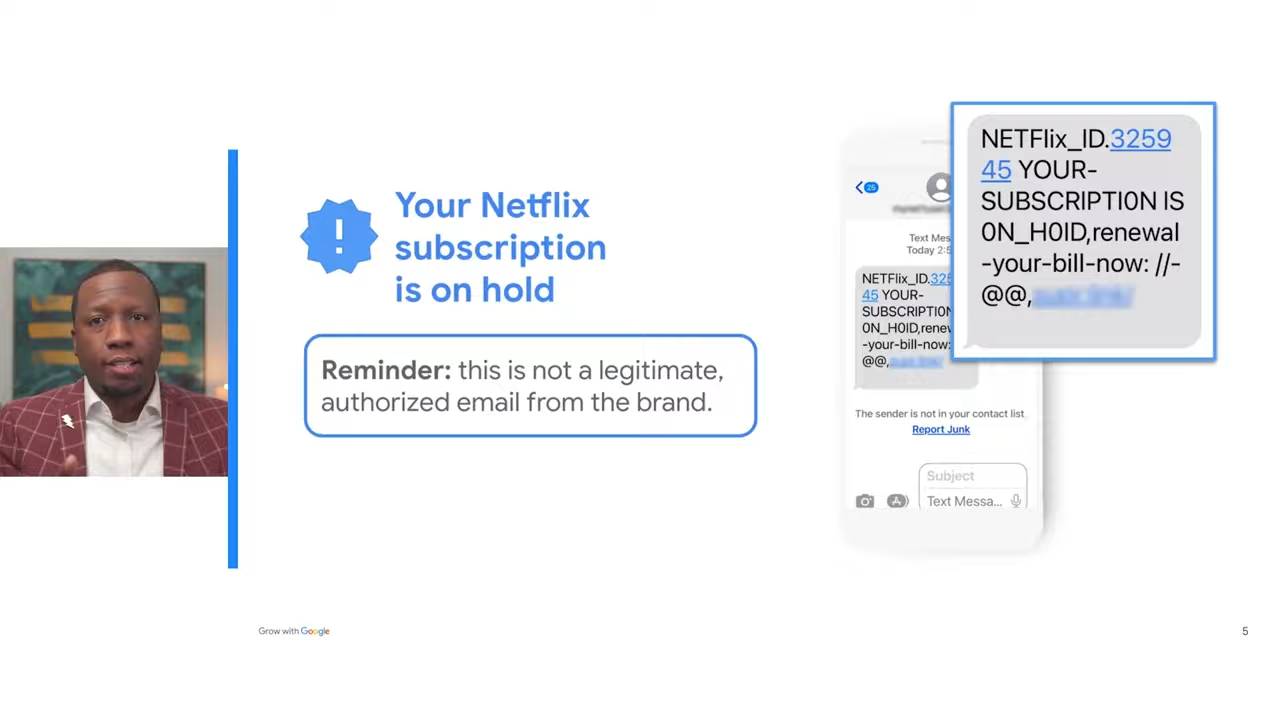 Your Netflix
subscription
is on hold
Reminder: this is not a legitimate,
authorized email from the brand.
25
Text Mes
Today 2:5
NETFlix_ID.325
45 YOUR-
SUBSCRIPTI0N
0N_H0ID,renew
-your-bill-now:
@@,
The sender is not in your contact list
Report Junk
Subject
Text Messa...
NETFlix_ID.3259
45 YOUR-
SUBSCRIPTI0N IS
0N_H0ID,renewal
-your-bill-now: //-
@@,
Grow with Google
5